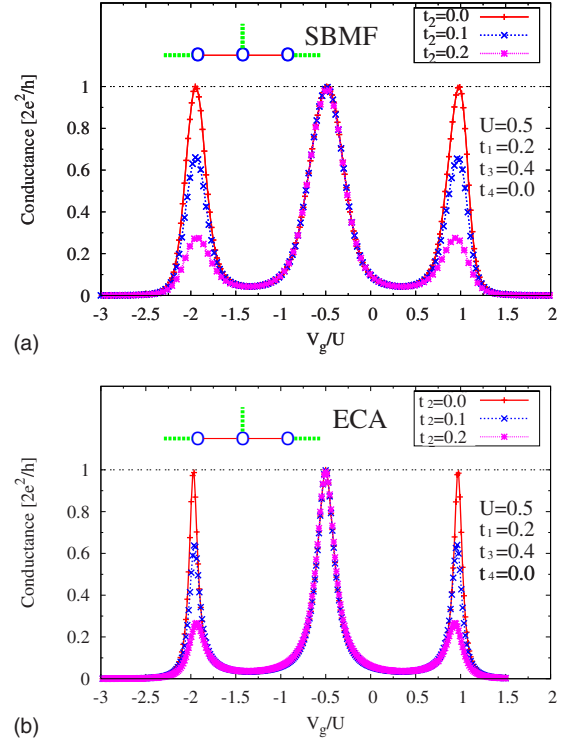 SBMF
t₂=0.0
t₂=0.1
t₂=0.2
U=0.5
t₁=0.2
t₃=0.4
t₄=0.0
Conductance [2e²/h]
1
0.8
0.6
0.4
0.2
0
-3 -2.5 -2 -1.5 -1 -0.5 0 0.5 1 1.5 2
V_g/U
(a)
ECA
t₂=0.0
t₂=0.1
t₂=0.2
U=0.5
t₁=0.2
t₃=0.4
t₄=0.0
Conductance [2e²/h]
1
0.8
0.6
0.4
0.2
0
-3 -2.5 -2 -1.5 -1 -0.5 0 0.5 1 1.5 2
V_g/U
(b)